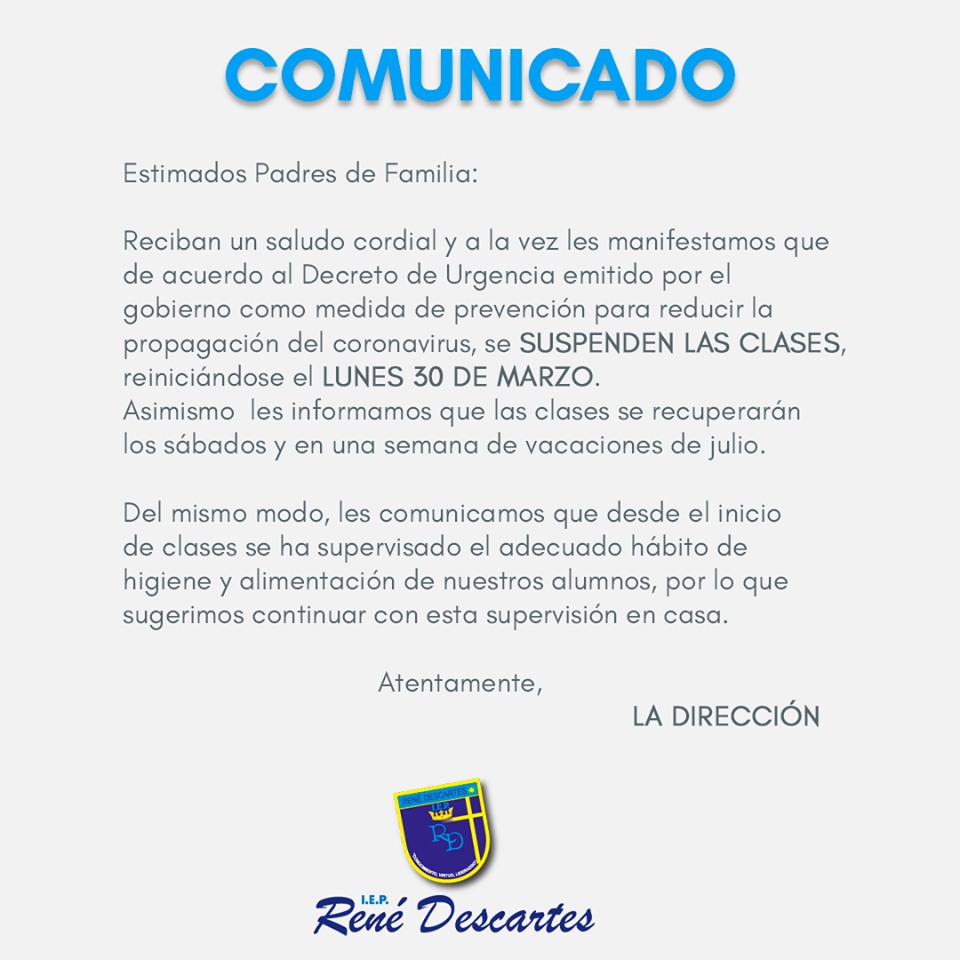 COMUNICADO
Estimados Padres de Familia:
Reciban un saludo cordial y a la vez les manifestamos que
de acuerdo al Decreto de Urgencia emitido por el
gobierno como medida de prevención para reducir la
propagación del coronavirus, se SUSPENDEN LAS CLASES,
reiniciándose el LUNES 30 DE MARZO.
Asimismo les informamos que las clases se recuperarán
los sábados y en una semana de vacaciones de julio.
Del mismo modo, les comunicamos que desde el inicio
de clases se ha supervisado el adecuado hábito de
higiene y alimentación de nuestros alumnos, por lo que
sugerimos continuar con esta supervisión en casa.
Atentamente,
LA DIRECCIÓN
RENÉ DESCARTES
I.E.P.
RD
I.E.P.
René Descartes